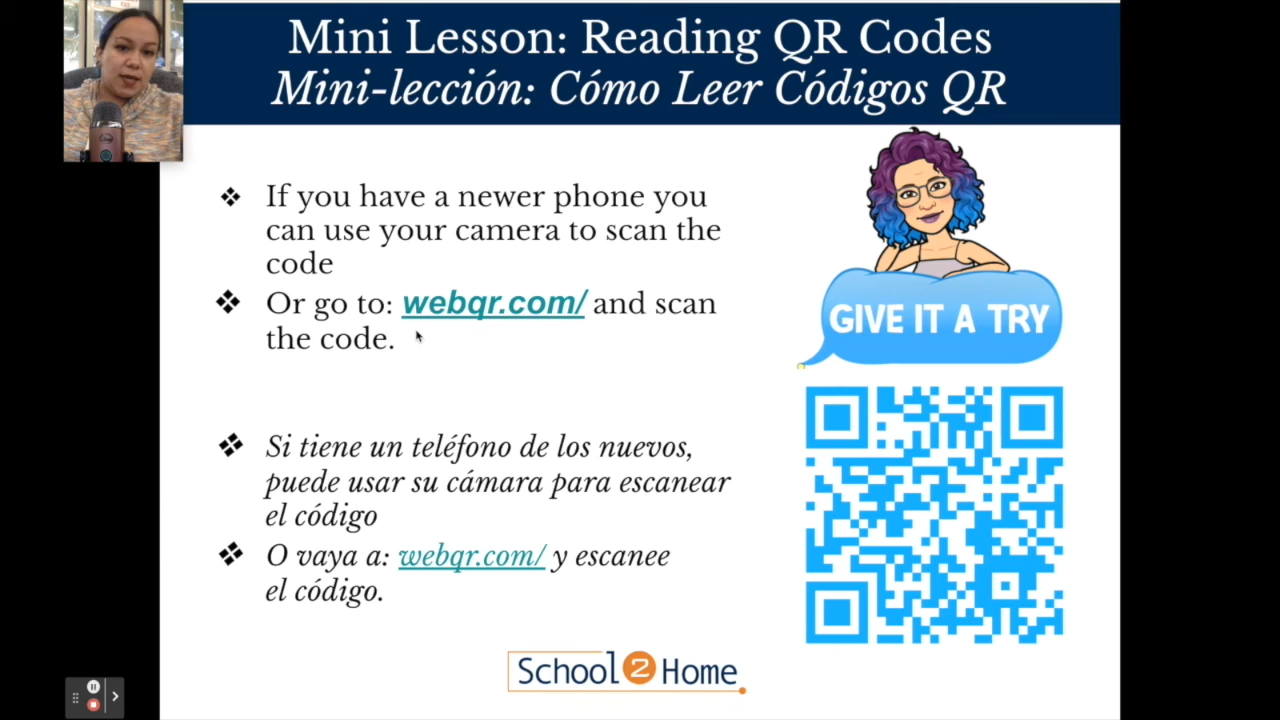 Mini Lesson: Reading QR Codes
Mini-lección: Cómo Leer Códigos QR
❖ If you have a newer phone you
can use your camera to scan the
code
❖ Or go to: webqr.com/ and scan
the code.
GIVE IT A TRY
❖ Si tiene un teléfono de los nuevos,
puede usar su cámara para escanear
el código
❖ O vaya a: webqr.com/ y escanee
el código.
School 2 Home